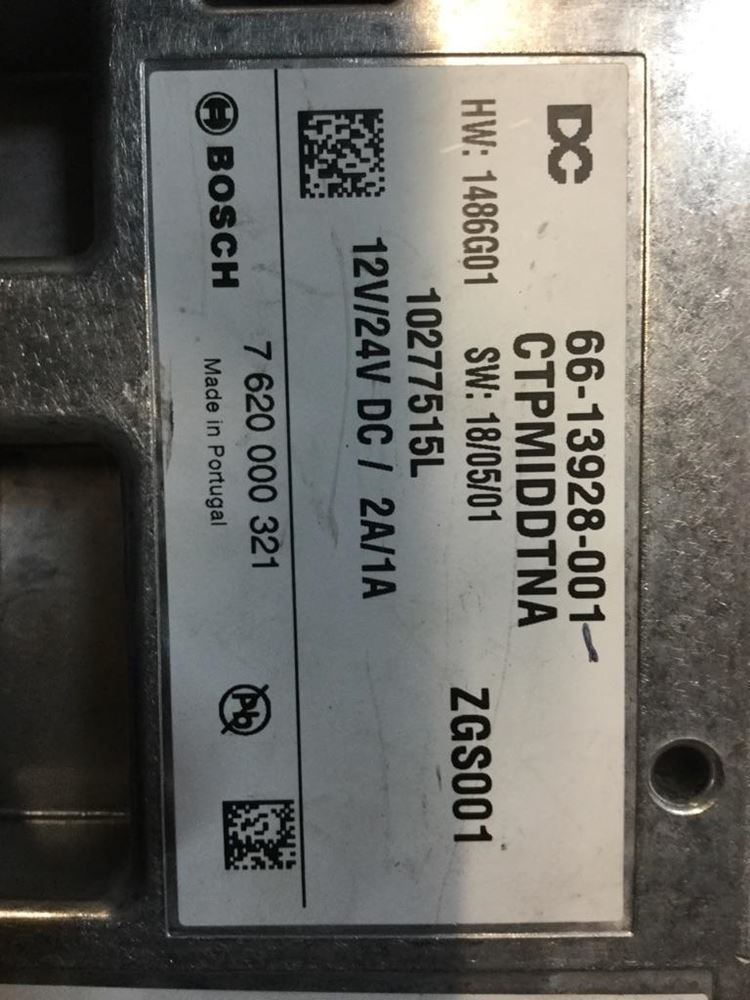 DC
66-13928-001
CTPMIDDTNA
HW: 1486G01 SW: 18/05/01
ZGS001
10277515L
12V/24V DC / 2A/1A
BOSCH
7 620 000 321
Made in Portugal
Pb